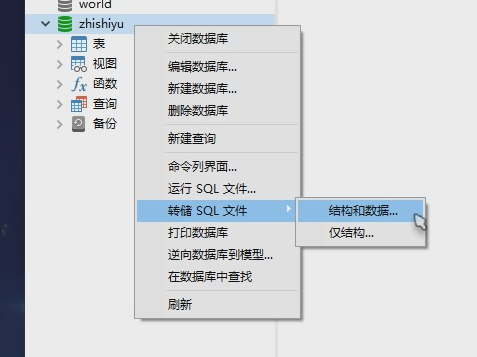 world
zhishiyu
表
视图
fx 函数
查询
备份
关闭数据库
编辑数据库...
新建数据库...
删除数据库
新建查询
命令列界面...
运行 SQL 文件...
转储 SQL 文件
结构和数据...
仅结构...
打印数据库
逆向数据库到模型...
在数据库中查找
刷新